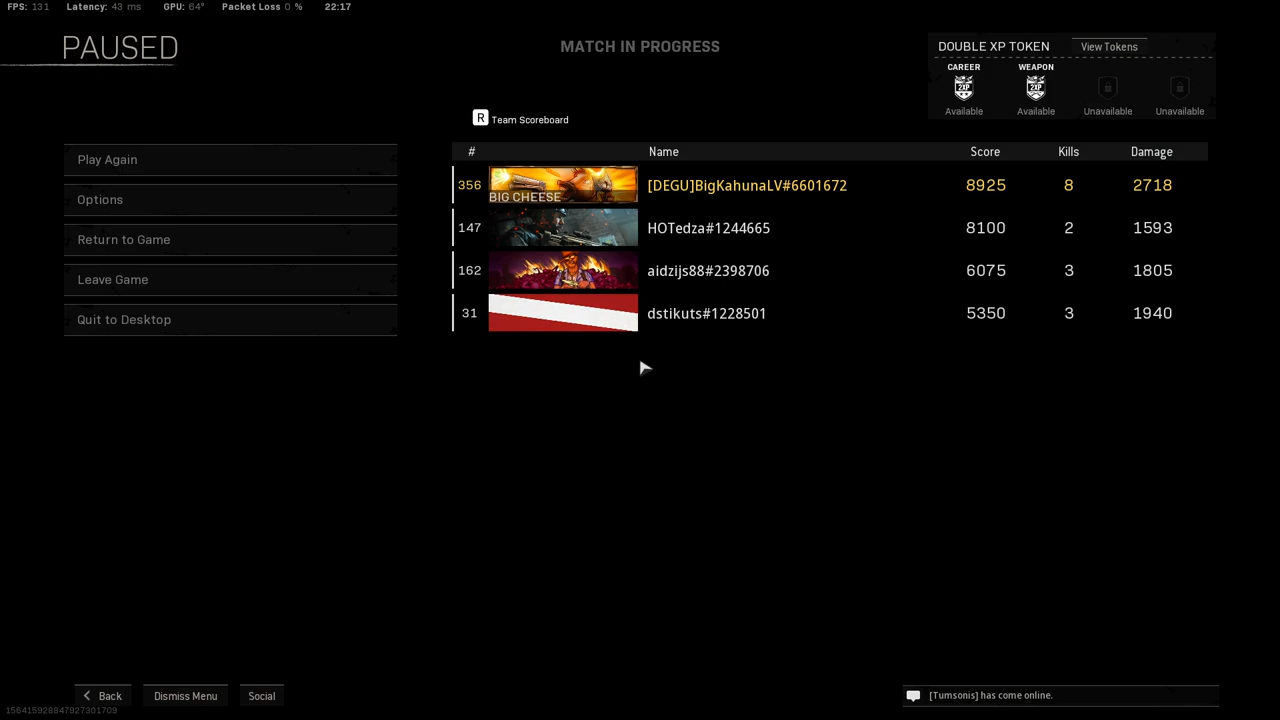 FPS: 131 Latency: 43 ms GPU: 64° Packet Loss 0 % 22:17
PAUSED
MATCH IN PROGRESS
DOUBLE XP TOKEN View Tokens
CAREER WEAPON
2XP 2XP
Available Available Unavailable Unavailable
R Team Scoreboard
# Name Score Kills Damage
356 BIG CHEESE [DEGU]BigKahunaLV#6601672 8925 8 2718
147 HOTedza#1244665 8100 2 1593
162 aidzijs88#2398706 6075 3 1805
31 dstikuts#1228501 5350 3 1940
Play Again
Options
Return to Game
Leave Game
Quit to Desktop
Back Dismiss Menu Social
[Tumsonis] has come online.
15641592884792730‎1709